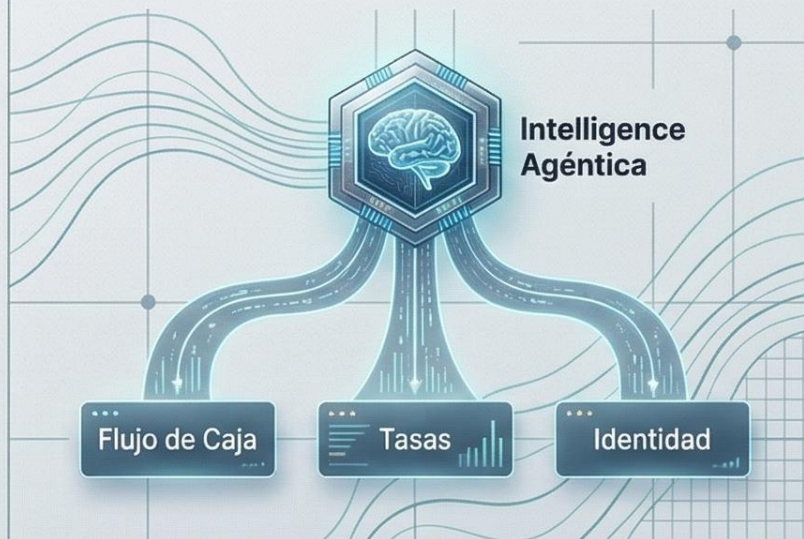 Intelligence
Agéntica
Flujo de Caja
Tasas
Identidad